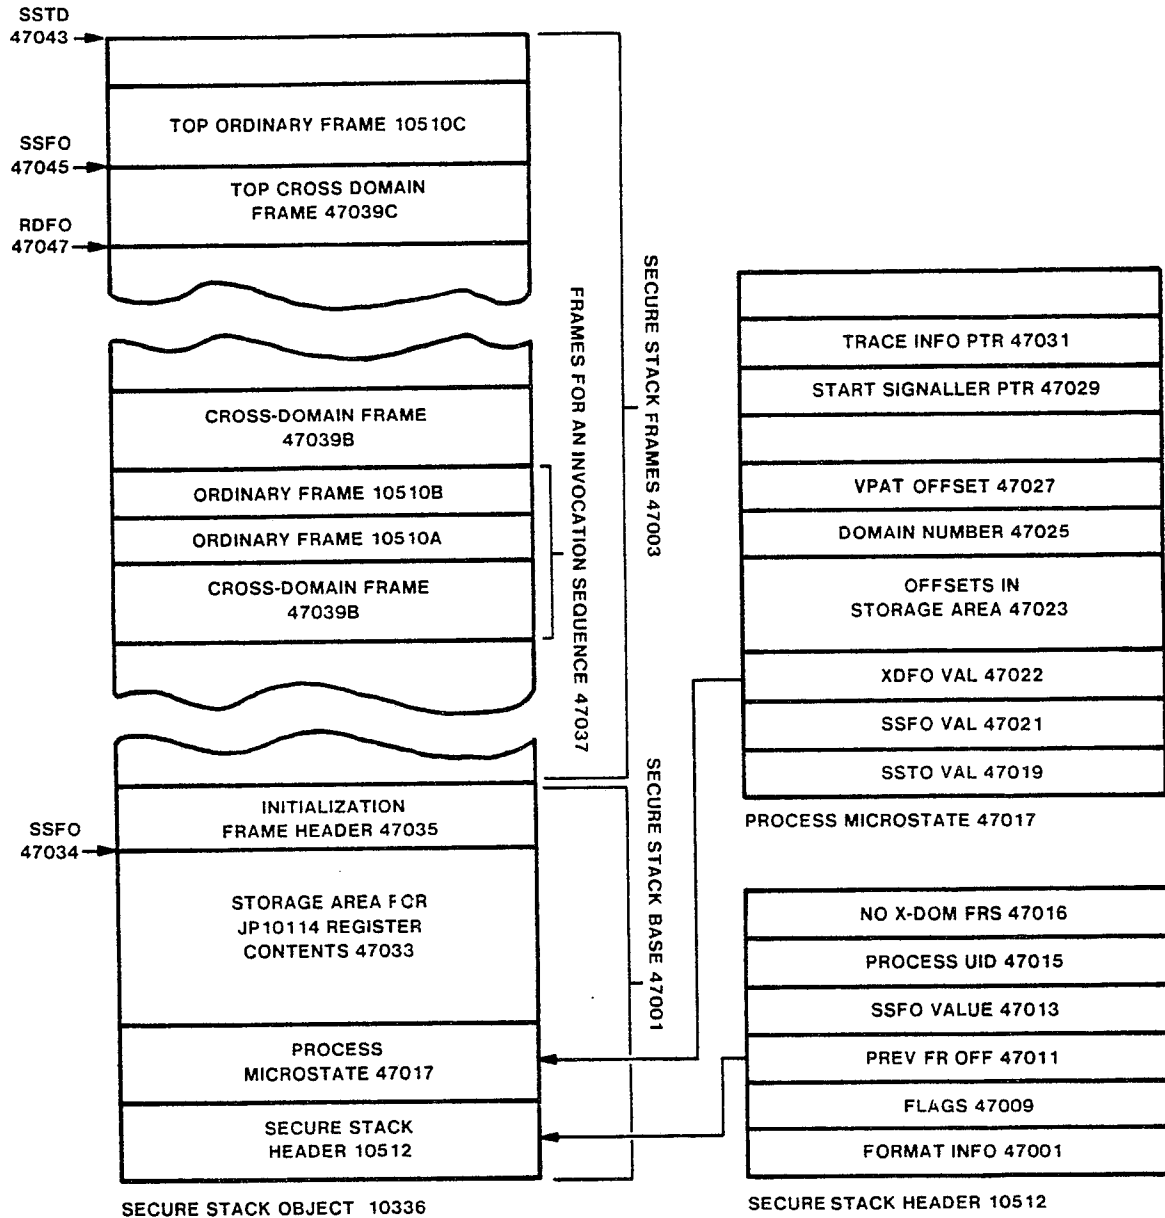 SSTD
47043
TOP ORDINARY FRAME 10510C
SSFO
47045
TOP CROSS DOMAIN
FRAME 47039C
RDFO
47047
CROSS-DOMAIN FRAME
47039B
ORDINARY FRAME 10510B
ORDINARY FRAME 10510A
CROSS-DOMAIN FRAME
47039B
INITIALIZATION
FRAME HEADER 47035
SSFO
47034
STORAGE AREA FOR
JP10114 REGISTER
CONTENTS 47033
PROCESS
MICROSTATE 47017
SECURE STACK
HEADER 10512
SECURE STACK OBJECT 10336
FRAMES FOR AN INVOCATION SEQUENCE 47037
SECURE STACK FRAMES 47003
SECURE STACK BASE 47001
TRACE INFO PTR 47031
START SIGNALLER PTR 47029
VPAT OFFSET 47027
DOMAIN NUMBER 47025
OFFSETS IN
STORAGE AREA 47023
XDFO VAL 47022
SSFO VAL 47021
SSTO VAL 47019
PROCESS MICROSTATE 47017
NO X-DOM FRS 47016
PROCESS UID 47015
SSFO VALUE 47013
PREV FR OFF 47011
FLAGS 47009
FORMAT INFO 47001
SECURE STACK HEADER 10512